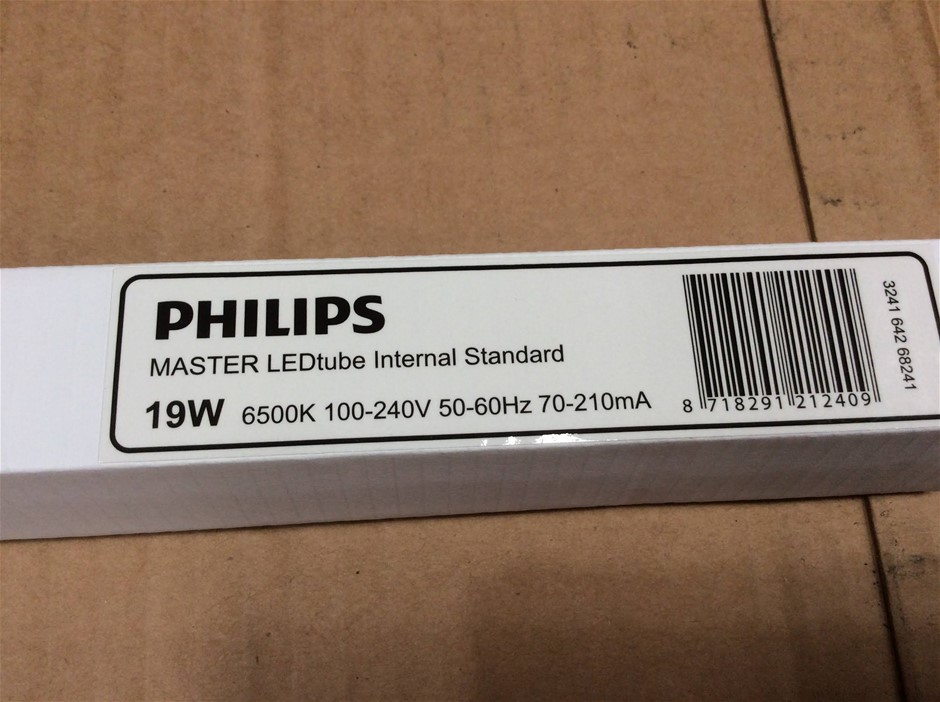 PHILIPS
MASTER LEDtube Internal Standard
19W 6500K 100-240V 50-60Hz 70-210mA
8 718291 212409
3241 642 68241